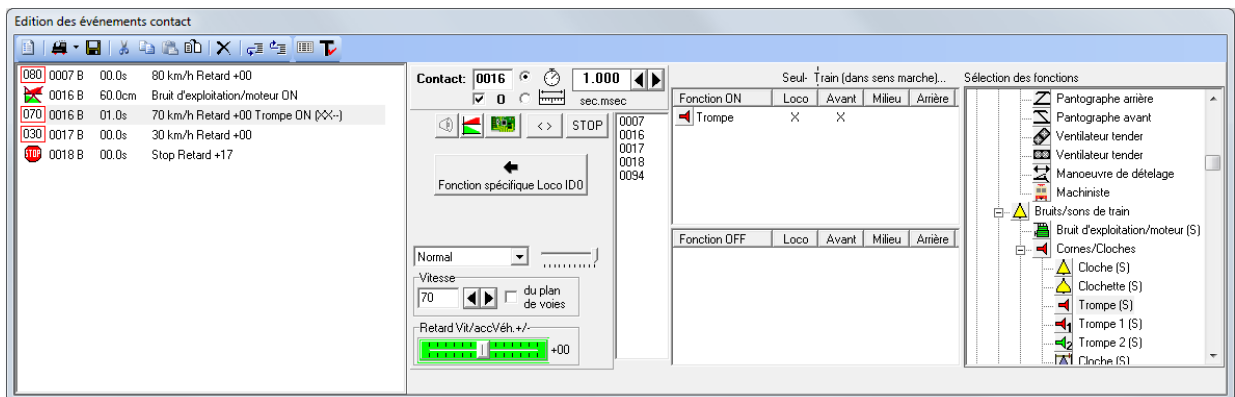 Edition des événements contact
080 0007 B 00.0s 80 km/h Retard +00
0016 B 60.0cm Bruit d'exploitation/moteur ON
070 0016 B 01.0s 70 km/h Retard +00 Trompe ON (XX--)
030 0017 B 00.0s 30 km/h Retard +00
STOP 0018 B 00.0s Stop Retard +17
Contact: 0016 1.000
0 sec.msec
<> STOP
0007
0016
0017
0018
0094
Fonction spécifique Loco ID0
Normal
Vitesse
70 du plan de voies
Retard Vit/accVéh.+/-
+00
Seul- Train (dans sens marche)...
Fonction ON Loco Avant Milieu Arrière
Trompe X X
Fonction OFF Loco Avant Milieu Arrière
Sélection des fonctions
Pantographe arrière
Pantographe avant
Ventilateur tender
Ventilateur tender
Manoeuvre de dételage
Machiniste
Bruits/sons de train
Bruit d'exploitation/moteur (S)
Cornes/Cloches
Cloche (S)
Clochette (S)
Trompe (S)
1 Trompe 1 (S)
2 Trompe 2 (S)
Cloche (S)